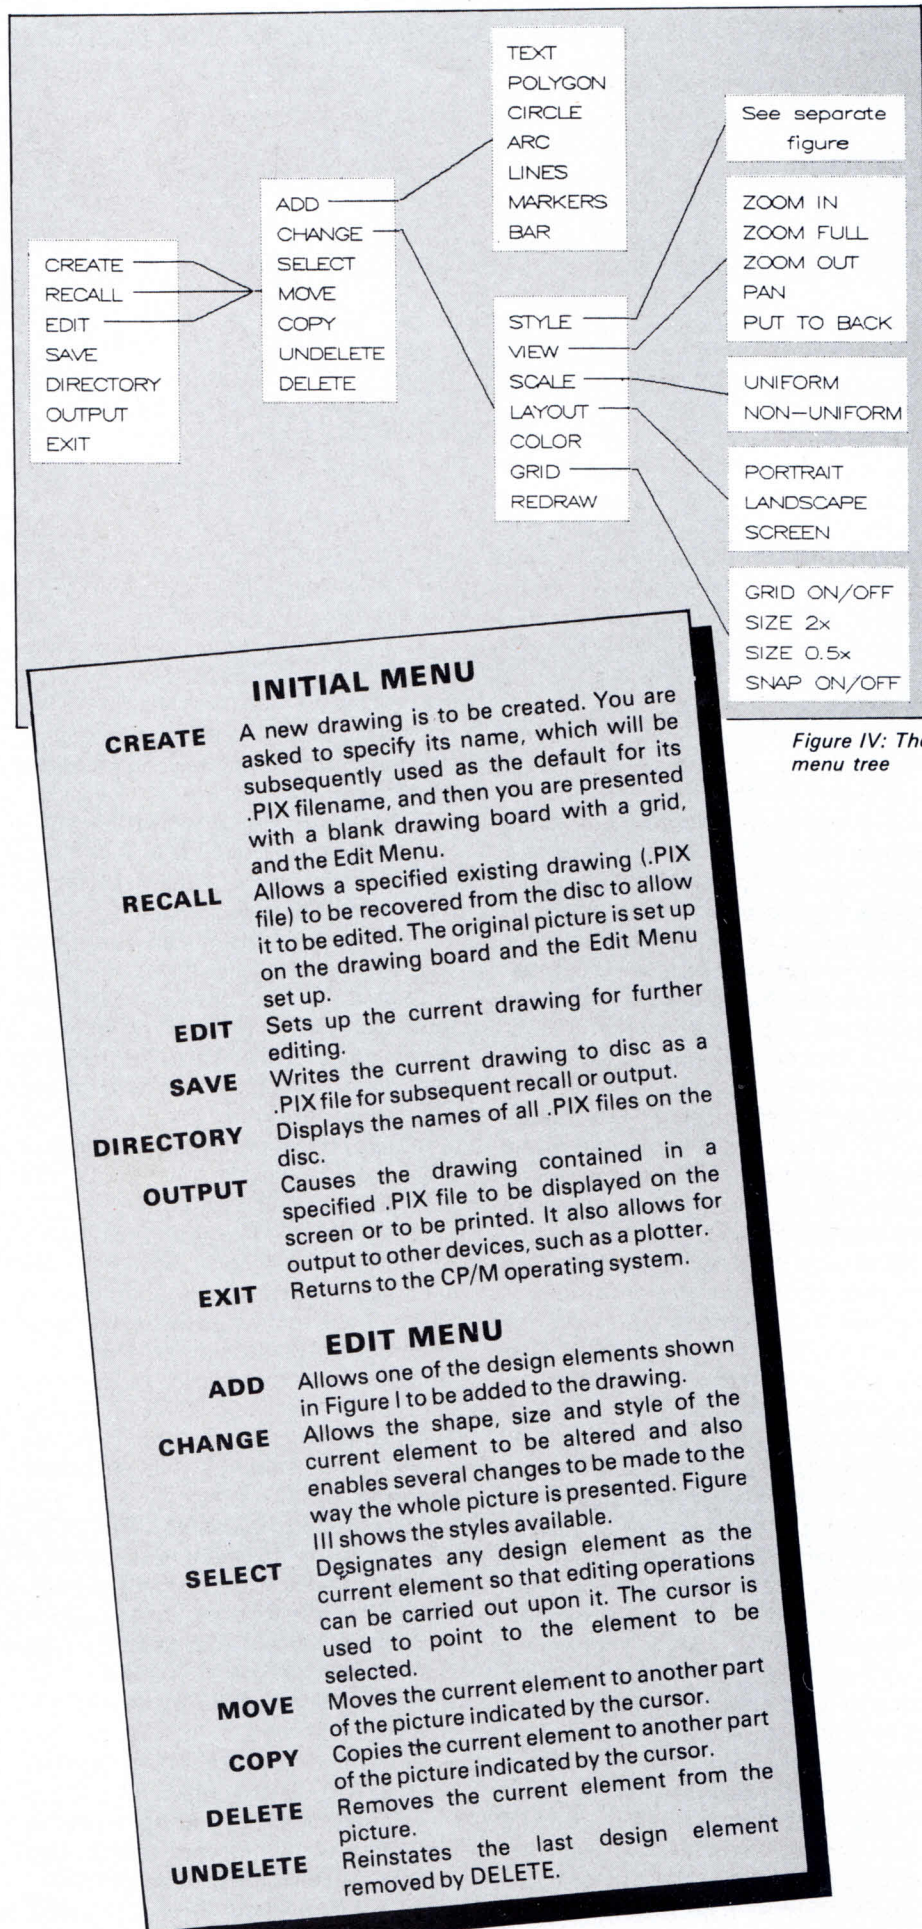 CREATE
RECALL
EDIT
SAVE
DIRECTORY
OUTPUT
EXIT
ADD
CHANGE
SELECT
MOVE
COPY
UNDELETE
DELETE
TEXT
POLYGON
CIRCLE
ARC
LINES
MARKERS
BAR
STYLE
VIEW
SCALE
LAYOUT
COLOR
GRID
REDRAW
See separate
figure
ZOOM IN
ZOOM FULL
ZOOM OUT
PAN
PUT TO BACK
UNIFORM
NON-UNIFORM
PORTRAIT
LANDSCAPE
SCREEN
GRID ON/OFF
SIZE 2x
SIZE 0.5x
SNAP ON/OFF
Figure IV: The
menu tree
INITIAL MENU
CREATE A new drawing is to be created. You are
asked to specify its name, which will be
subsequently used as the default for its
.PIX filename, and then you are presented
with a blank drawing board with a grid,
and the Edit Menu.
RECALL Allows a specified existing drawing (.PIX
file) to be recovered from the disc to allow
it to be edited. The original picture is set up
on the drawing board and the Edit Menu
set up.
EDIT Sets up the current drawing for further
editing.
SAVE Writes the current drawing to disc as a
.PIX file for subsequent recall or output.
DIRECTORY Displays the names of all .PIX files on the
disc.
OUTPUT Causes the drawing contained in a
specified .PIX file to be displayed on the
screen or to be printed. It also allows for
output to other devices, such as a plotter.
EXIT Returns to the CP/M operating system.
EDIT MENU
ADD Allows one of the design elements shown
in Figure I to be added to the drawing.
CHANGE Allows the shape, size and style of the
current element to be altered and also
enables several changes to be made to the
way the whole picture is presented. Figure
III shows the styles available.
SELECT Designates any design element as the
current element so that editing operations
can be carried out upon it. The cursor is
used to point to the element to be
selected.
MOVE Moves the current element to another part
of the picture indicated by the cursor.
COPY Copies the current element to another part
of the picture indicated by the cursor.
DELETE Removes the current element from the
picture.
UNDELETE Reinstates the last design element
removed by DELETE.